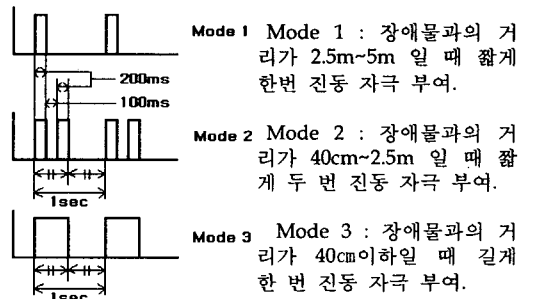 Mode 1
Mode 1 : 장애물과의 거
리가 2.5m~5m 일 때 짧게
한번 진동 자극 부여.
200ms
100ms
Mode 2
Mode 2 : 장애물과의 거
리가 40cm~2.5m 일 때 짧
게 두 번 진동 자극 부여.
1sec
Mode 3
Mode 3 : 장애물과의 거
리가 40㎝이하일 때 길게
한 번 진동 자극 부여.
1sec